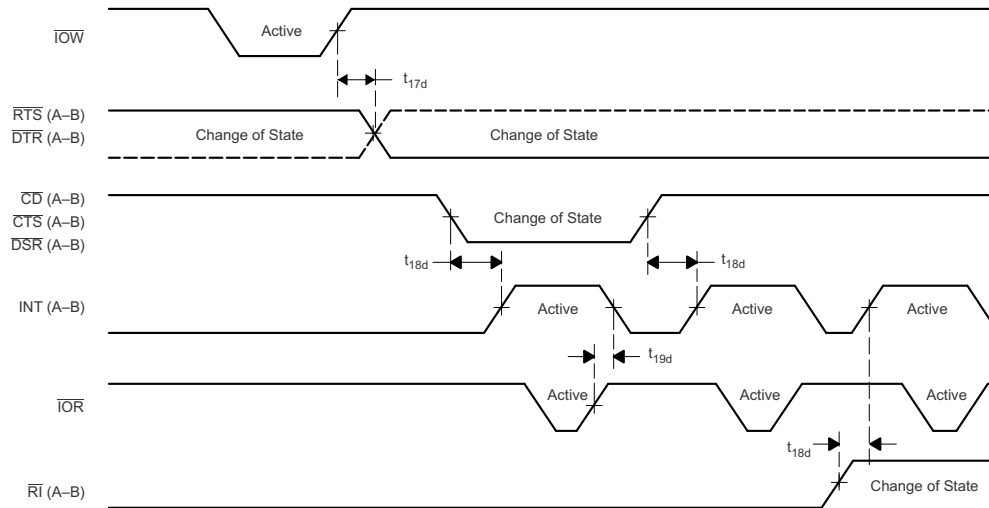 IOW Active
t17d
RTS (A–B)
DTR (A–B) Change of State Change of State
CD (A–B)
CTS (A–B) Change of State
DSR (A–B)
t18d t18d
INT (A–B) Active Active Active
t19d
IOR Active Active Active
t18d
RI (A–B) Change of State